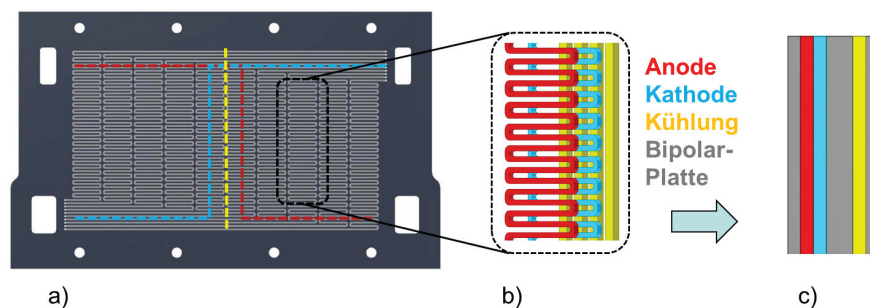 Anode
Kathode
Kühlung
Bipolar-
Platte
a)
b)
c)